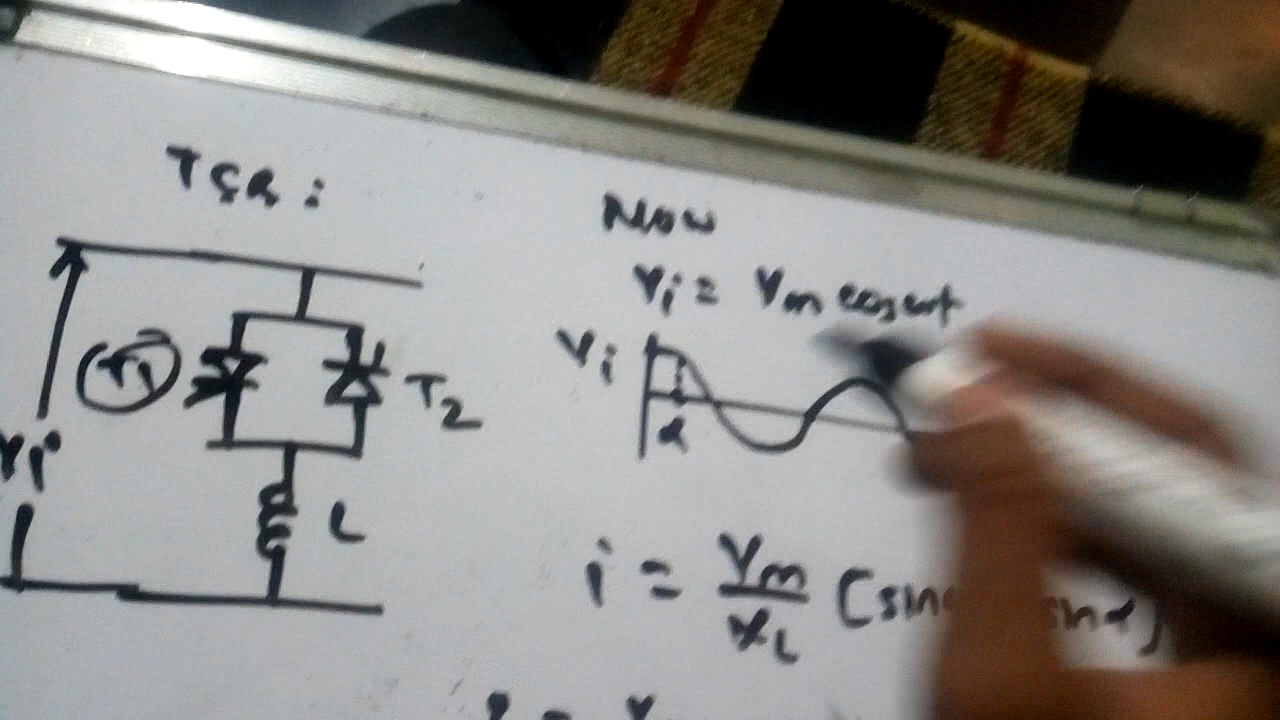 TCR:
Now
Vi = Vm cosωt
Vi
α
T1
T2
Vi
L
i = Vm/XL [sin